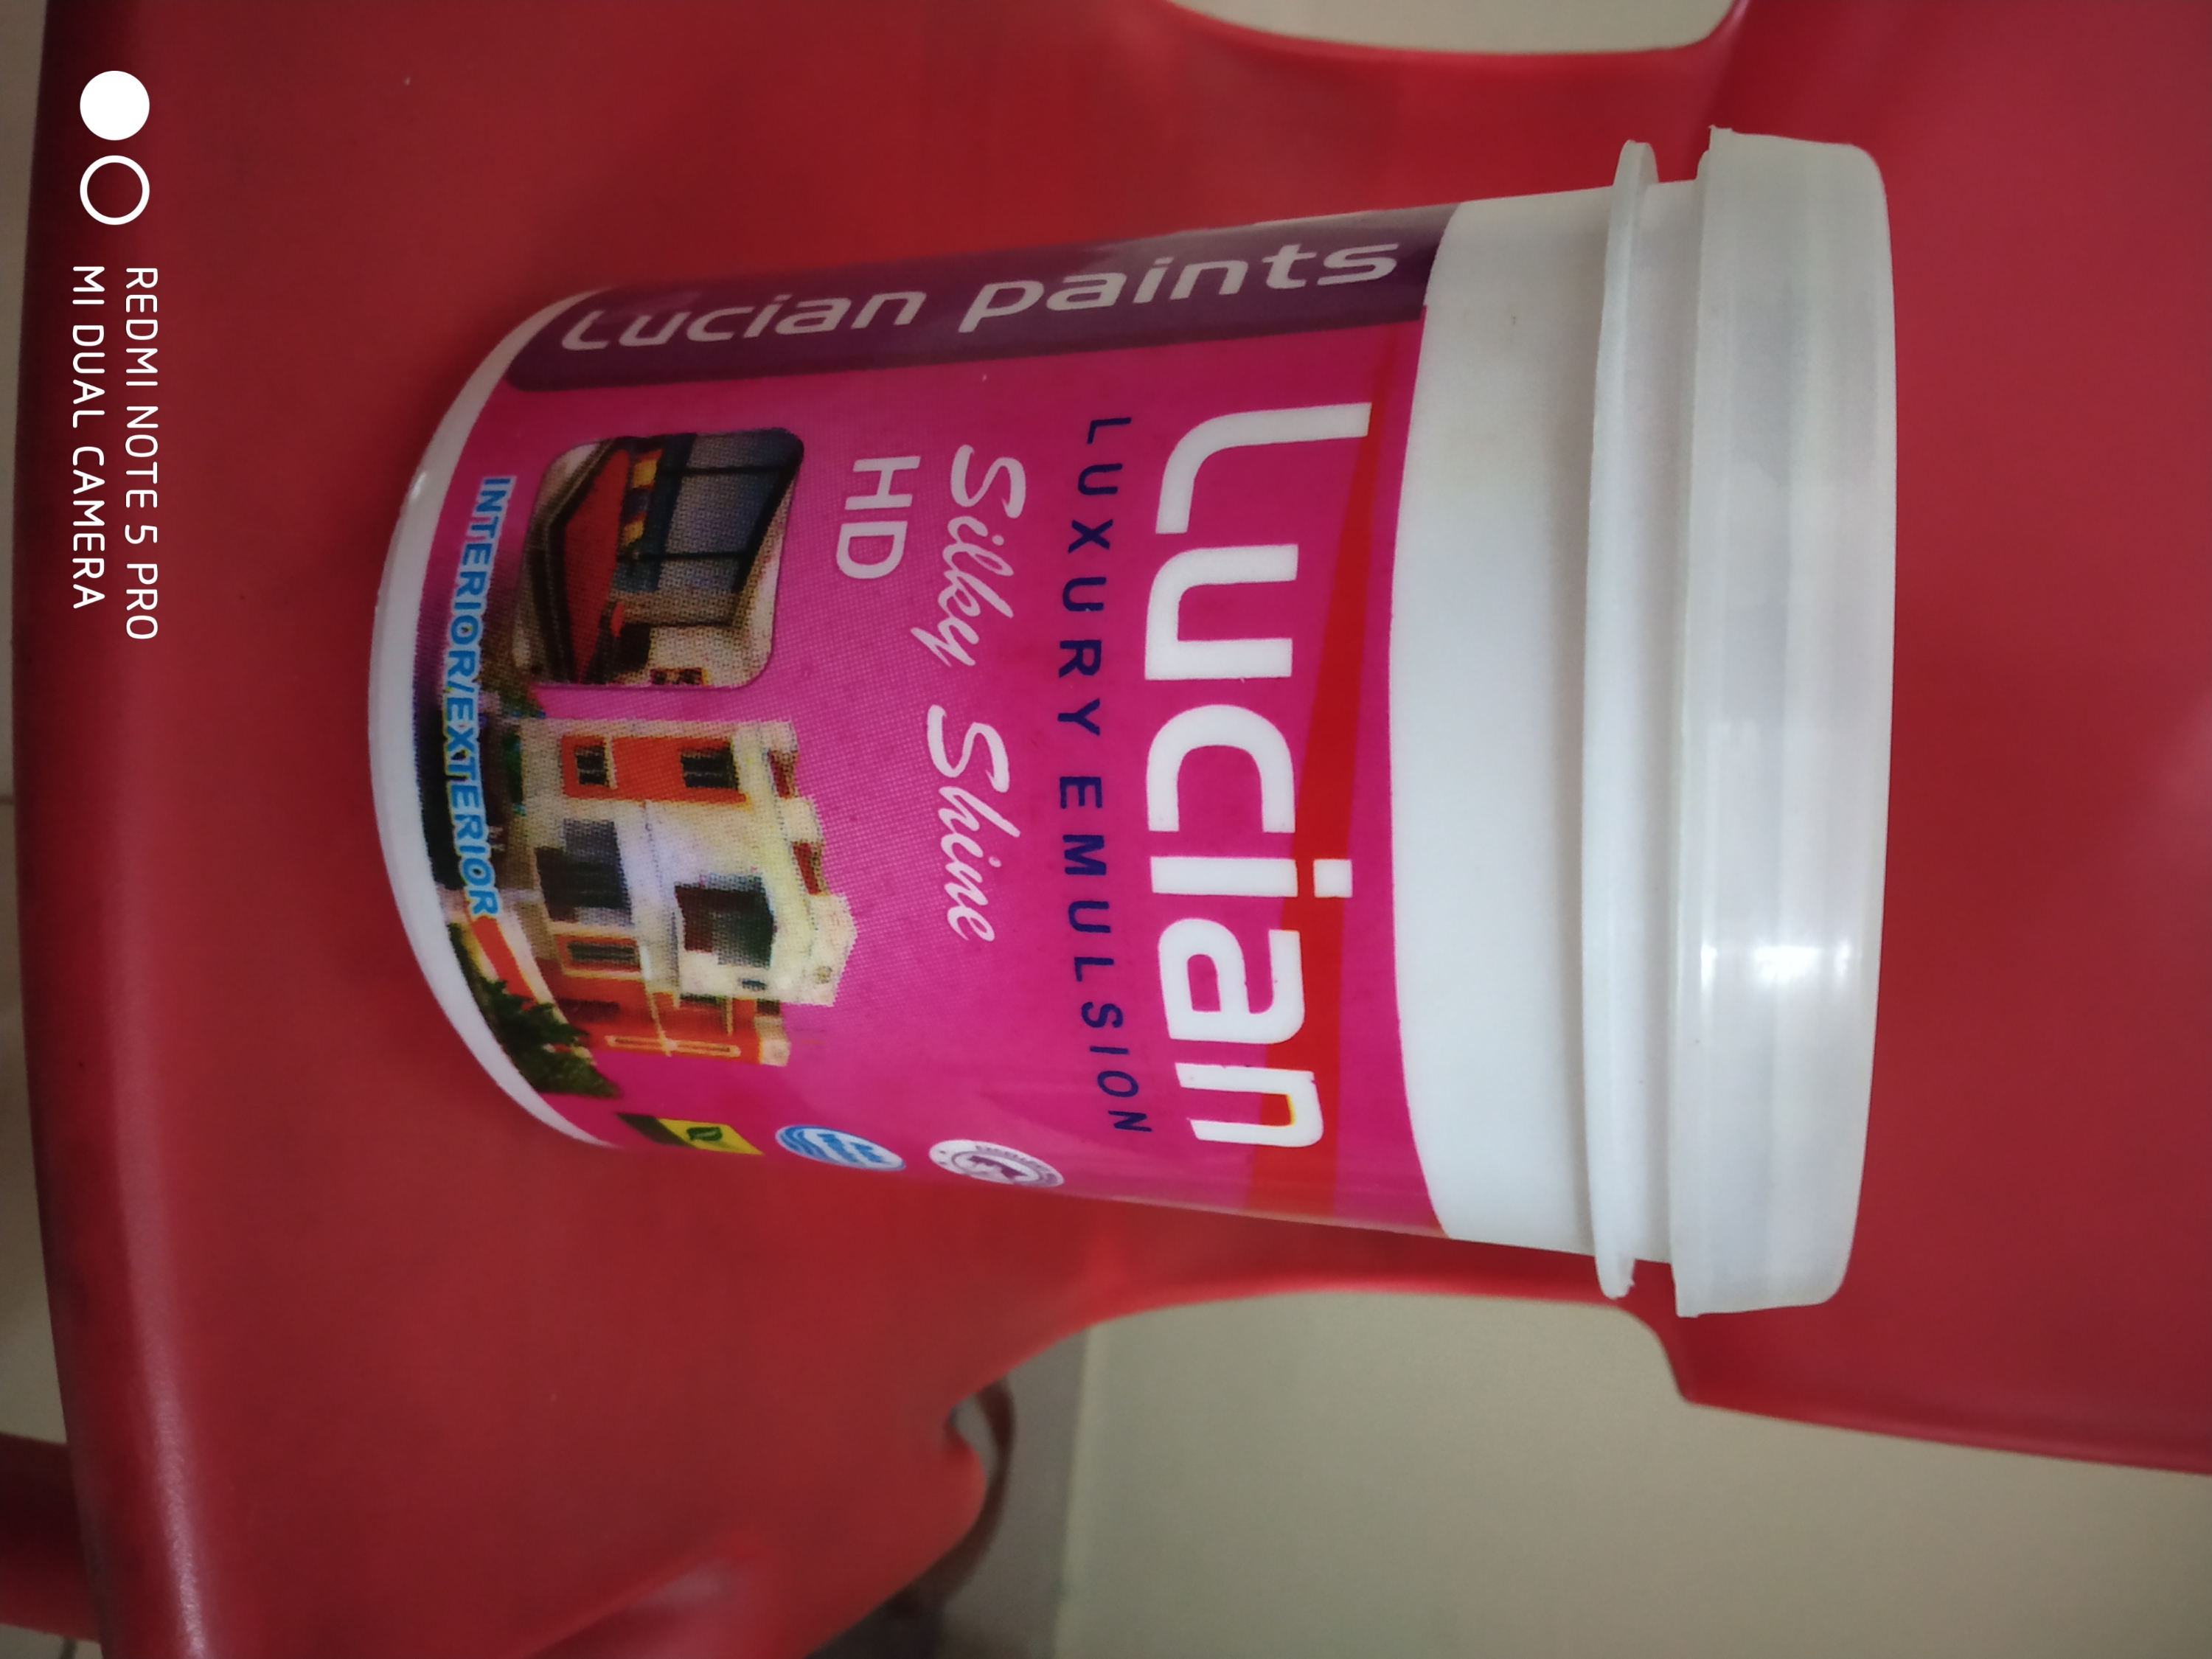 Lucian
LUXURY EMULSION
Silky Shine
HD
INTERIOR/EXTERIOR
Lucian paints
REDMI NOTE 5 PRO
MI DUAL CAMERA